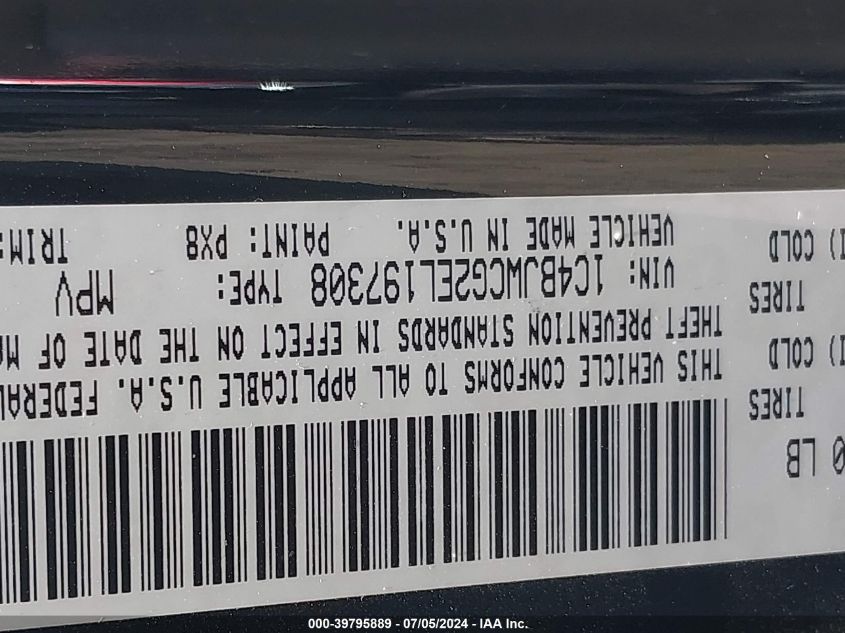 0 LB
TIRES
I) COLD
TIRES
I) COLD
THIS VEHICLE CONFORMS TO ALL APPLICABLE U.S.A. FEDERAL
THEFT PREVENTION STANDARDS IN EFFECT ON THE DATE OF MA
VIN: 1C4BJWCG2EL197308 TYPE: MPV
VEHICLE MADE IN U.S.A. PAINT: PX8 TRIM:
000-39795889 - 07/05/2024 - IAA Inc.